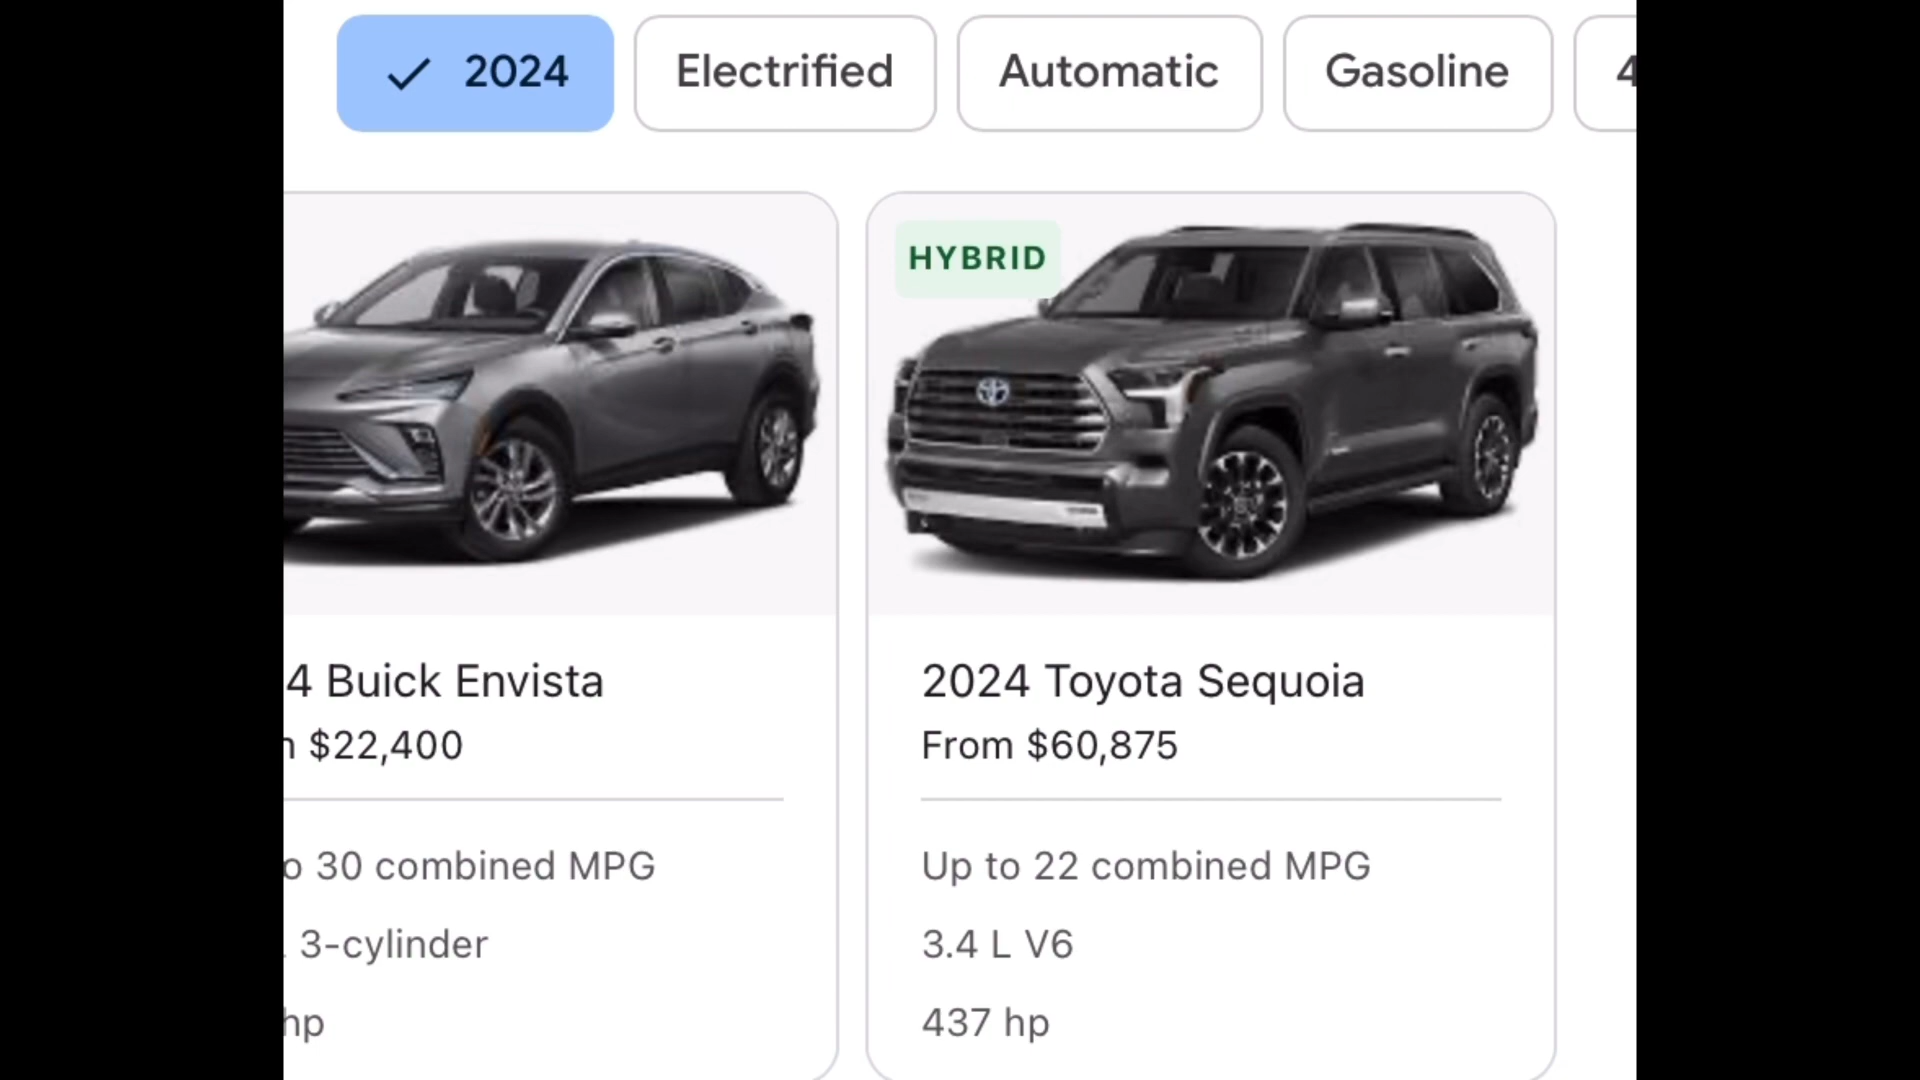 2024
Electrified
Automatic
Gasoline
4
HYBRID
4 Buick Envista
$22,400
30 combined MPG
3-cylinder
hp
2024 Toyota Sequoia
From $60,875
Up to 22 combined MPG
3.4 L V6
437 hp